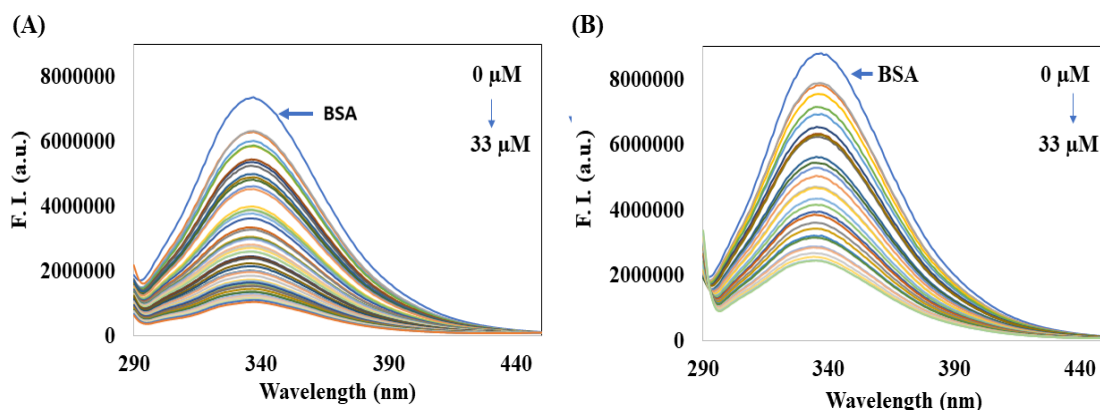 (A)
8000000
6000000
4000000
2000000
0
F. I. (a.u.)
BSA
0 μM
33 μM
290
340
390
440
Wavelength (nm)
(B)
8000000
6000000
4000000
2000000
0
F. I. (a.u.)
BSA
0 μM
33 μM
290
340
390
440
Wavelength (nm)